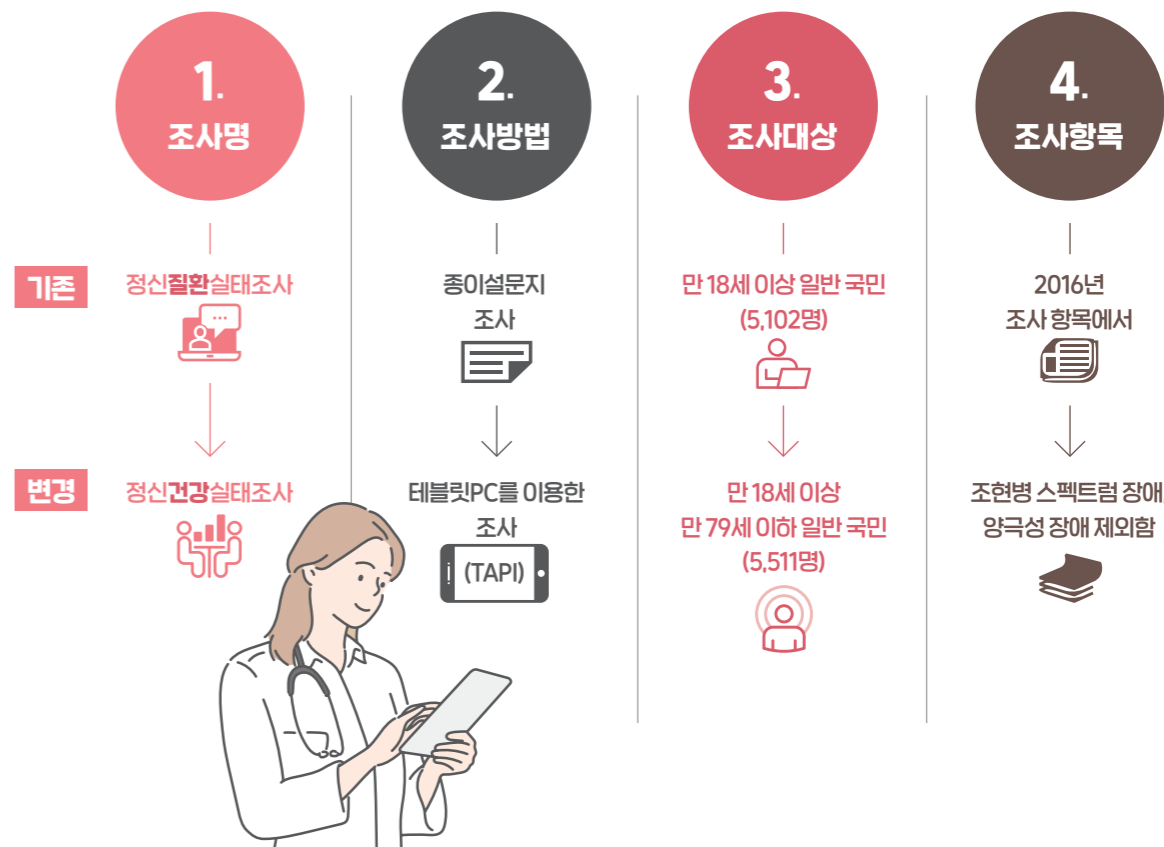 1.
조사명
2.
조사방법
3.
조사대상
4.
조사항목
기존
정신질환실태조사
종이설문지
조사
만 18세 이상 일반 국민
(5,102명)
2016년
조사 항목에서
변경
정신건강실태조사
테블릿PC를 이용한
조사
(TAPI)
만 18세 이상
만 79세 이하 일반 국민
(5,511명)
조현병 스펙트럼 장애,
양극성 장애 제외함